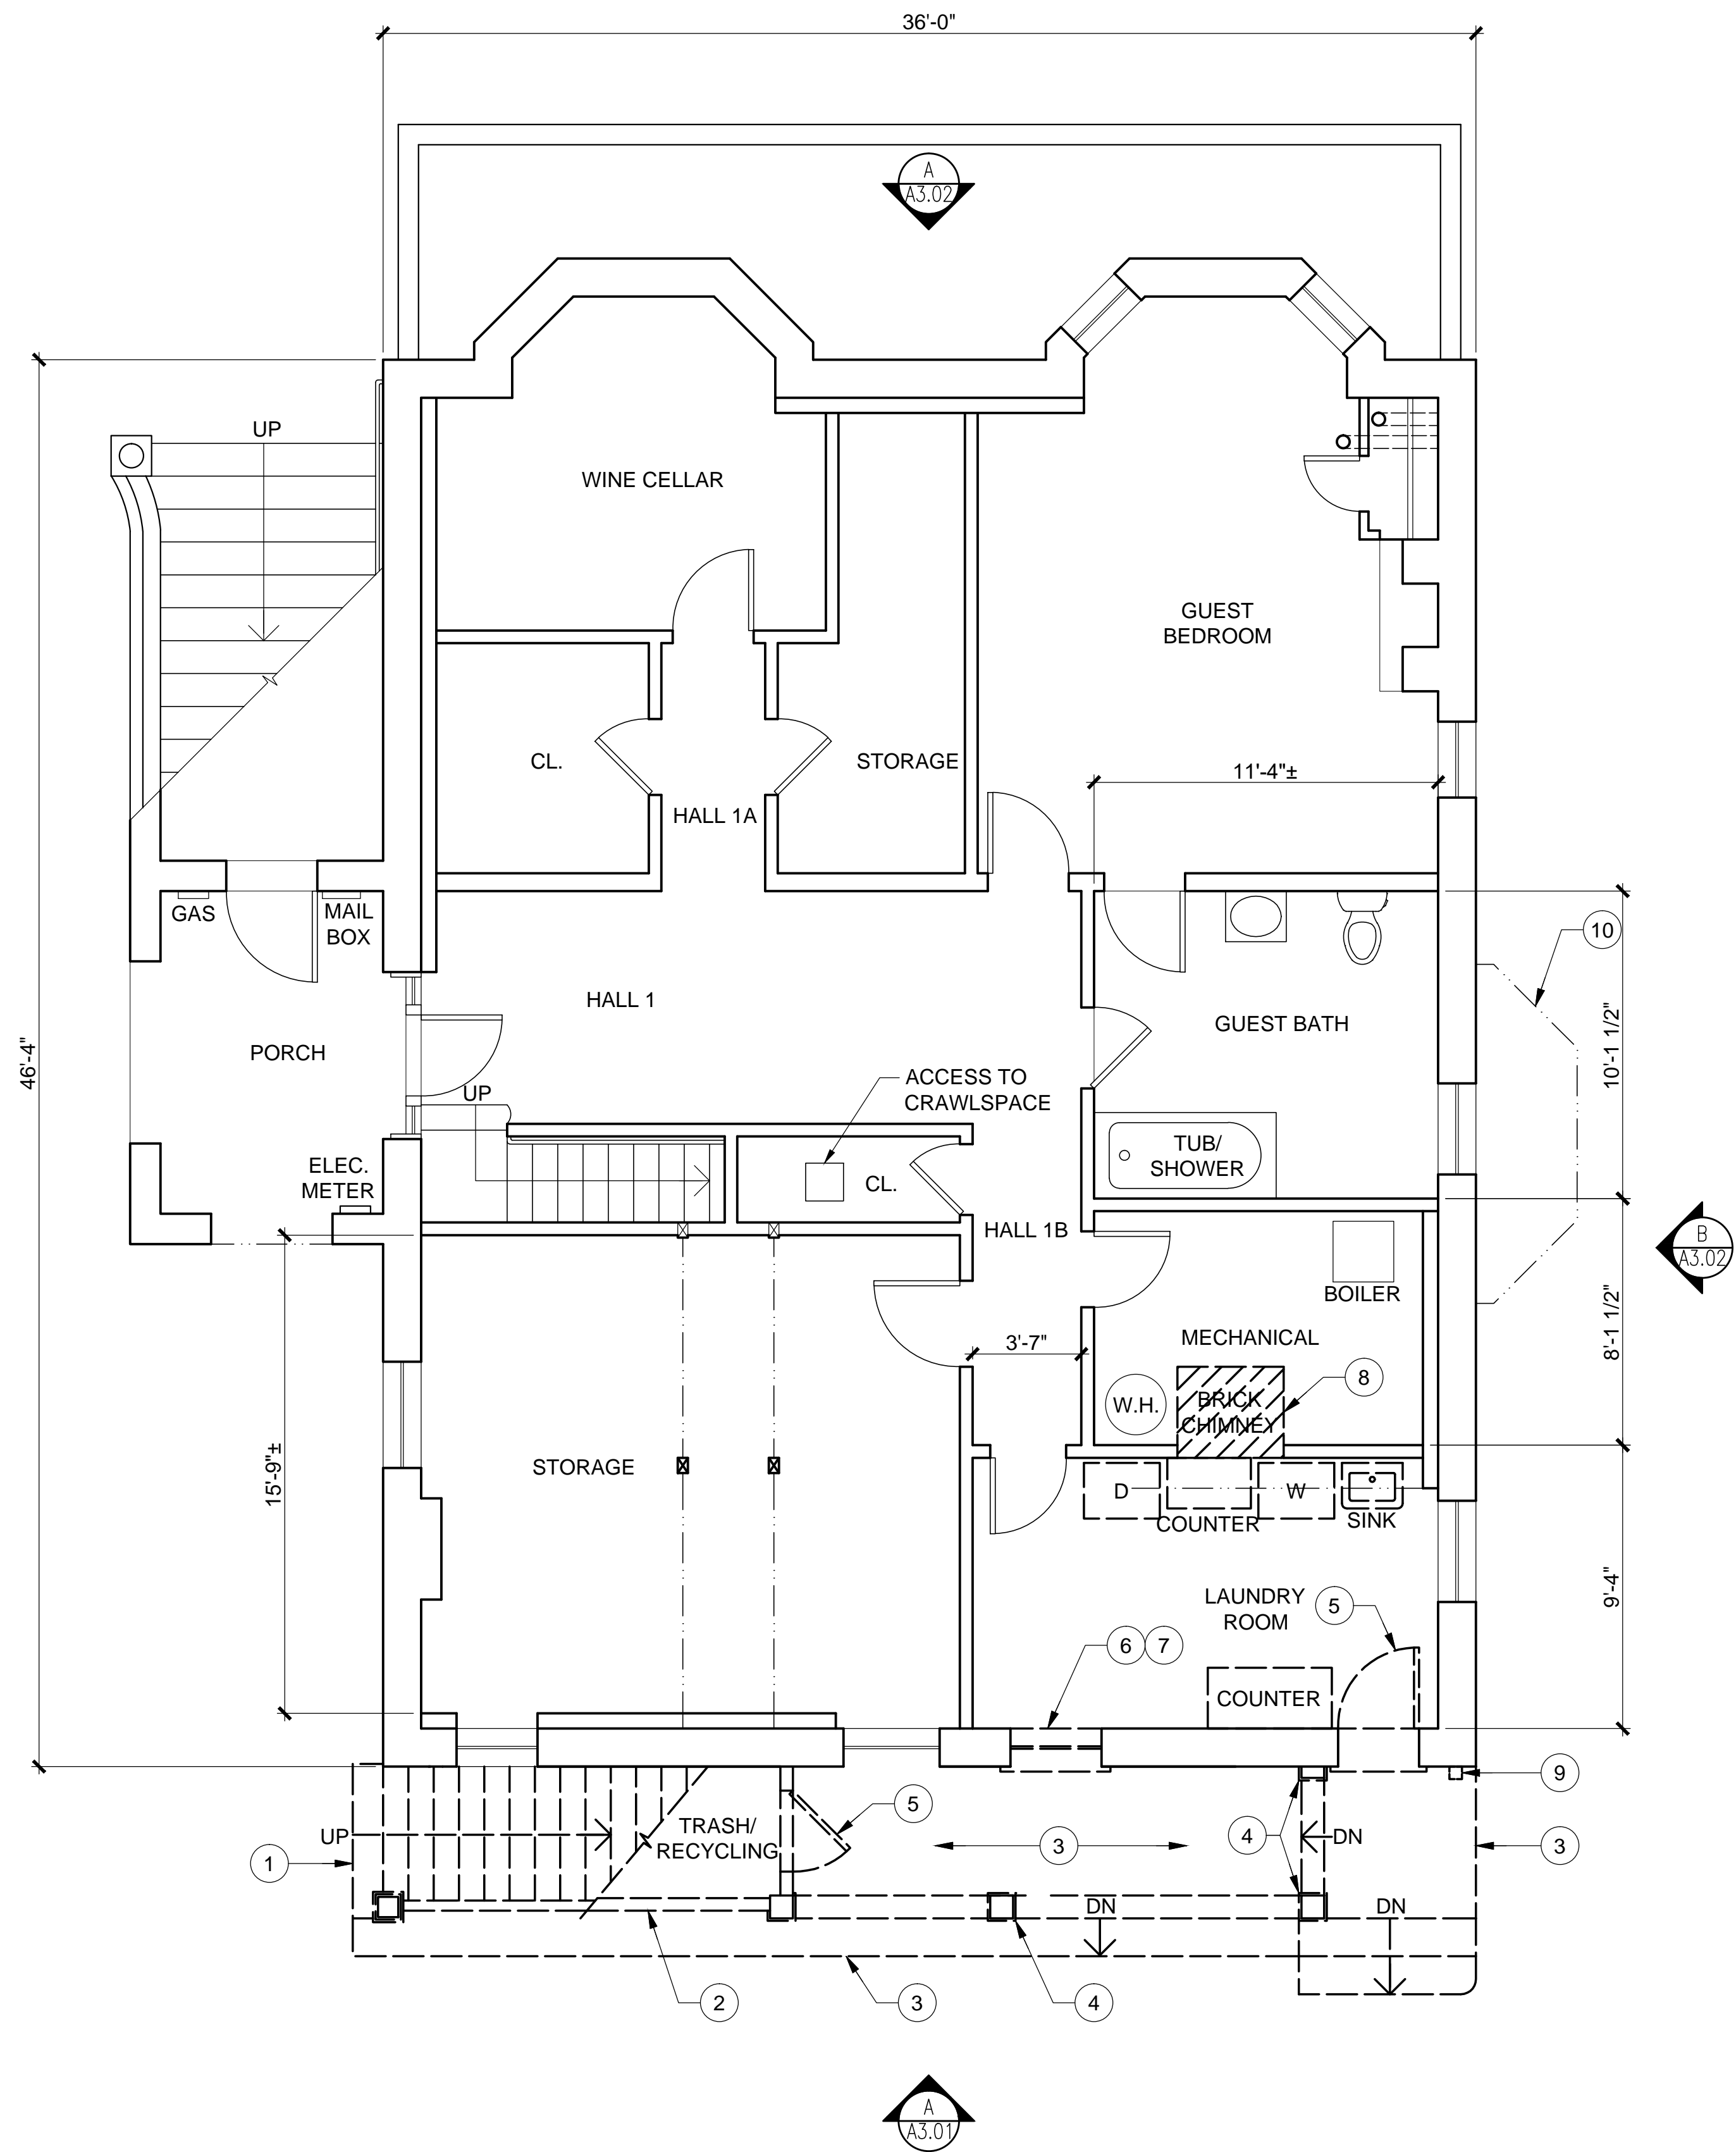 36'-0"
A
A3.02
UP
WINE CELLAR
GUEST
BEDROOM
CL.
STORAGE
11'-4"±
HALL 1A
GAS
MAIL
BOX
10
HALL 1
GUEST BATH
10'-1 1/2"
PORCH
46'-4"
ACCESS TO
CRAWLSPACE
UP
TUB/
SHOWER
ELEC.
METER
CL.
HALL 1B
B
A3.02
BOILER
8'-1 1/2"
MECHANICAL
3'-7"
8
W.H.
BRICK
CHIMNEY
STORAGE
15'-9"±
D
W
COUNTER
SINK
LAUNDRY
ROOM
5
9'-4"
6
7
COUNTER
9
5
TRASH/
RECYCLING
UP
1
3
4
DN
3
DN
DN
2
3
4
A
A3.01